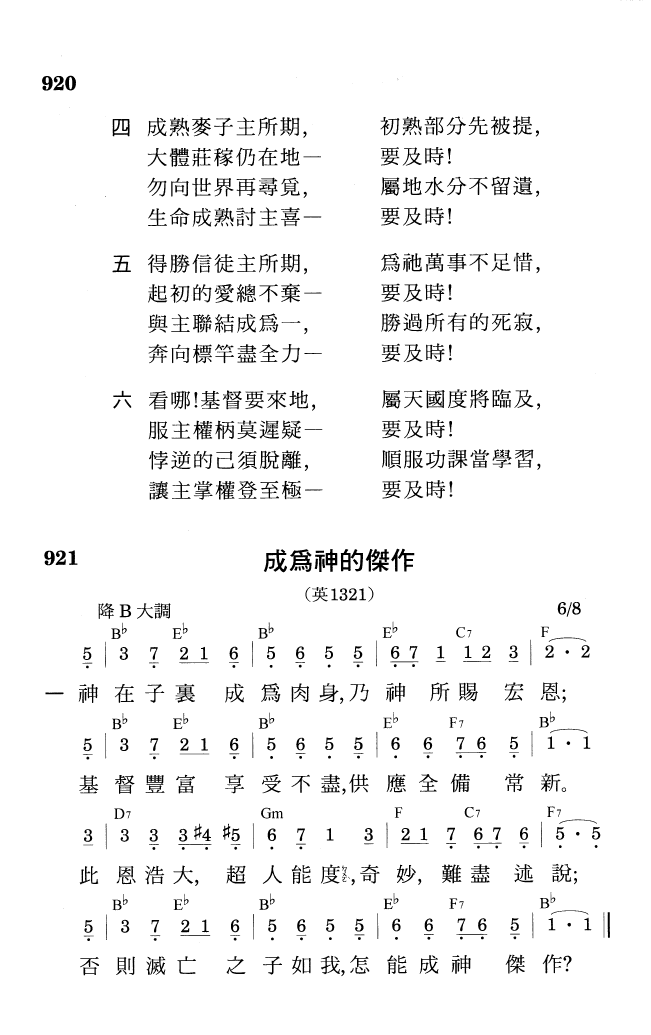 920
四 成熟麥子主所期, 初熟部分先被提,
大體莊稼仍在地— 要及時!
勿向世界再尋覓, 屬地水分不留遺,
生命成熟討主喜— 要及時!
五 得勝信徒主所期, 爲祂萬事不足惜,
起初的愛總不棄— 要及時!
與主聯結成爲一, 勝過所有的死寂,
奔向標竿盡全力— 要及時!
六 看哪!基督要來地, 屬天國度將臨及,
服主權柄莫遲疑— 要及時!
悖逆的己須脫離, 順服功課當學習,
讓主掌權登至極— 要及時!
921 成爲神的傑作
(英1321)
降 B 大調 6/8
B♭ E♭ B♭ E♭ C7 F
5 | 3 7 2 1 6 | 5 6 5 5 | 6 7 1 1 2 3 | 2 · 2
一 神在子裏 成爲肉身,乃 神 所賜 宏恩;
B♭ E♭ B♭ E♭ F7 B♭
5 | 3 7 2 1 6 | 5 6 5 5 | 6 6 7 6 5 | 1 · 1
基 督豐富 享 受不盡,供 應全備 常新。
D7 Gm F C7 F7
3 | 3 3 3 ♯4 ♯5 | 6 7 1 3 | 2 1 7 6 7 6 | 5 · 5
此 恩浩大, 超 人能度ㄉㄨㄛˋ,奇 妙, 難盡 述 說;
B♭ E♭ B♭ E♭ F7 B♭
5 | 3 7 2 1 6 | 5 6 5 5 | 6 6 7 6 5 | 1 · 1 ‖
否 則滅亡 之 子如我,怎 能成神 傑 作?